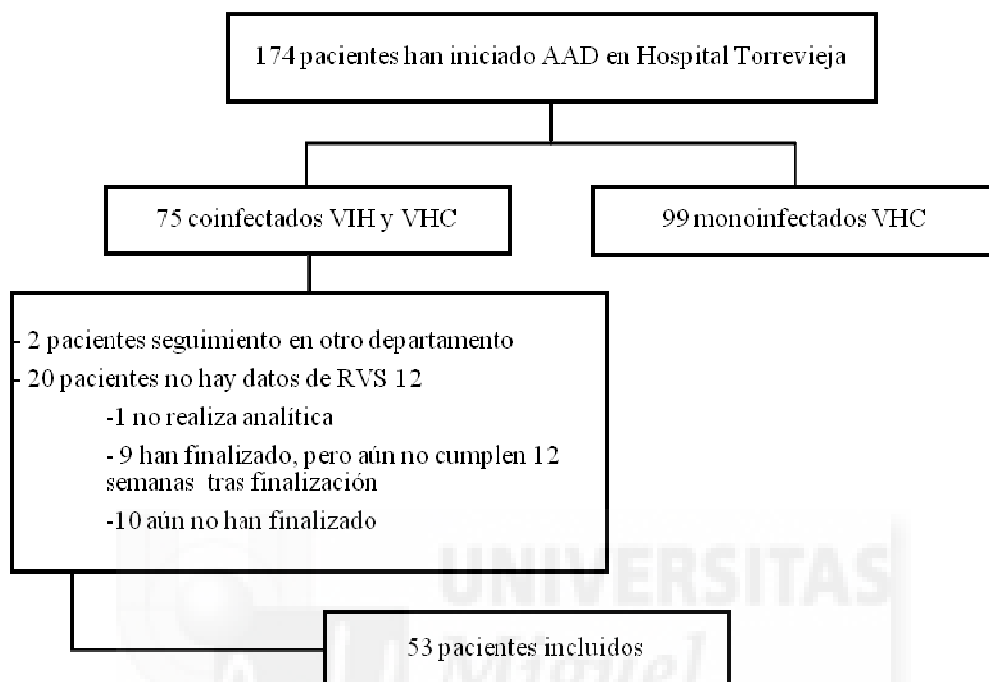 174 pacientes han iniciado AAD en Hospital Torrevieja
75 coinfectados VIH y VHC
99 monoinfectados VHC
- 2 pacientes seguimiento en otro departamento
- 20 pacientes no hay datos de RVS 12
-1 no realiza analítica
- 9 han finalizado, pero aún no cumplen 12
semanas tras finalización
-10 aún no han finalizado
UNIVERSITAS
53 pacientes incluidos
Miguel